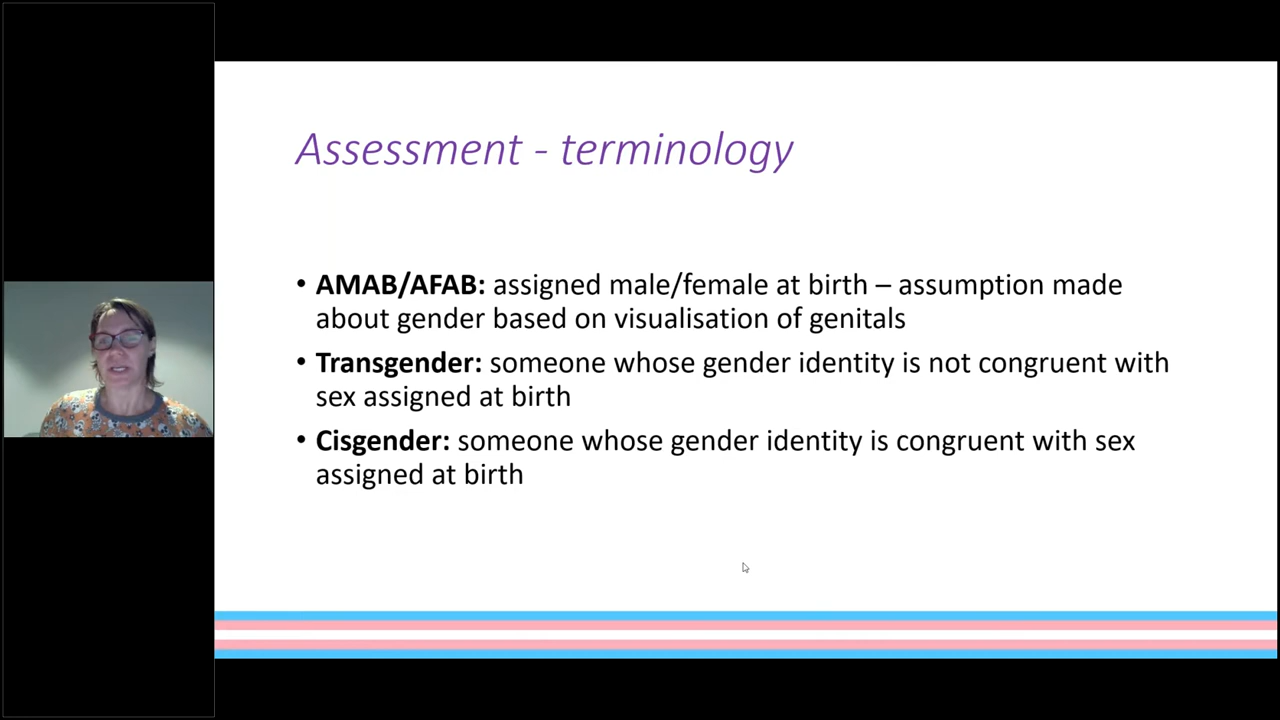 Assessment - terminology
• AMAB/AFAB: assigned male/female at birth – assumption made
about gender based on visualisation of genitals
• Transgender: someone whose gender identity is not congruent with
sex assigned at birth
• Cisgender: someone whose gender identity is congruent with sex
assigned at birth